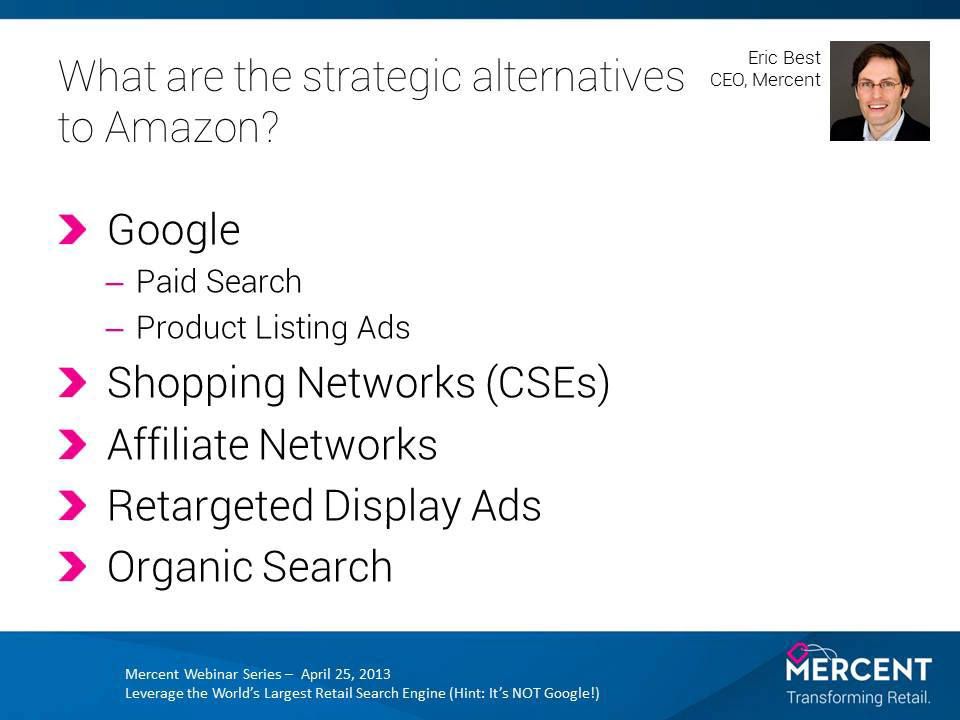 What are the strategic alternatives
to Amazon?
Eric Best
CEO, Mercent
Google
– Paid Search
– Product Listing Ads
Shopping Networks (CSEs)
Affiliate Networks
Retargeted Display Ads
Organic Search
Mercent Webinar Series – April 25, 2013
Leverage the World's Largest Retail Search Engine (Hint: It's NOT Google!)
MERCENT
Transforming Retail.